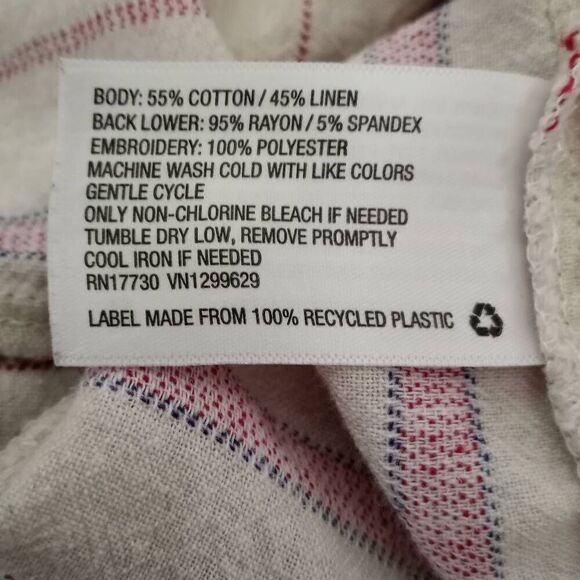 BODY: 55% COTTON / 45% LINEN
BACK LOWER: 95% RAYON / 5% SPANDEX
EMBROIDERY: 100% POLYESTER
MACHINE WASH COLD WITH LIKE COLORS
GENTLE CYCLE
ONLY NON-CHLORINE BLEACH IF NEEDED
TUMBLE DRY LOW, REMOVE PROMPTLY
COOL IRON IF NEEDED
RN17730 VN1299629
LABEL MADE FROM 100% RECYCLED PLASTIC